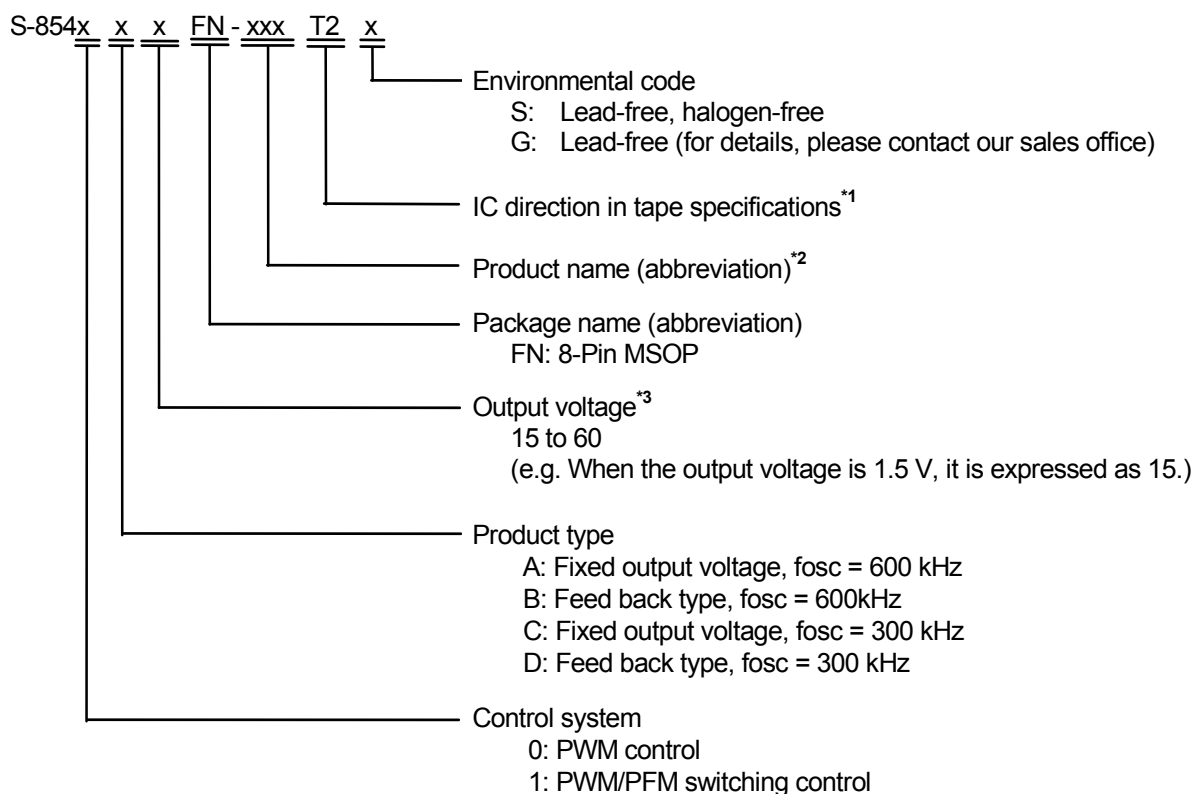 S-854x x x FN - xxx T2 x
Environmental code
S: Lead-free, halogen-free
G: Lead-free (for details, please contact our sales office)
IC direction in tape specifications*1
Product name (abbreviation)*2
Package name (abbreviation)
FN: 8-Pin MSOP
Output voltage*3
15 to 60
(e.g. When the output voltage is 1.5 V, it is expressed as 15.)
Product type
A: Fixed output voltage, fosc = 600 kHz
B: Feed back type, fosc = 600kHz
C: Fixed output voltage, fosc = 300 kHz
D: Feed back type, fosc = 300 kHz
Control system
0: PWM control
1: PWM/PFM switching control